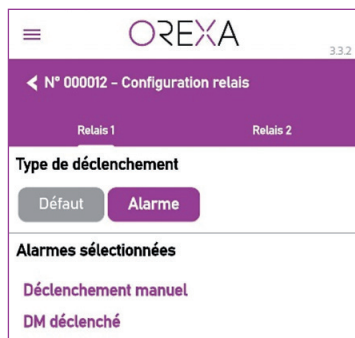 OREXA
3.3.2
N° 000012 - Configuration relais
Relais 1 Relais 2
Type de déclenchement
Défaut Alarme
Alarmes sélectionnées
Déclenchement manuel
DM déclenché